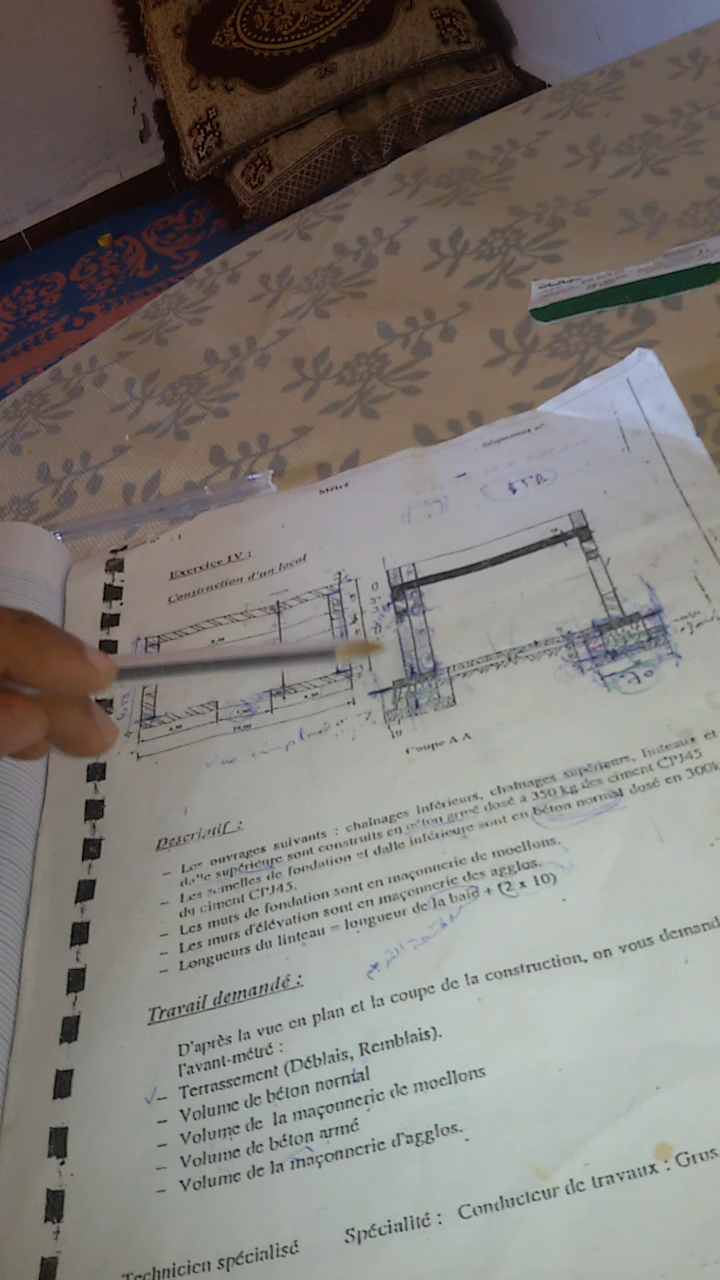 Métré
Exercice IV :
Construction d'un local
Coupe A A
Descriptif :
- Les ouvrages suivants : chaînages inférieurs, chaînages supérieurs, linteaux et
dalle supérieure sont construits en béton armé dosé à 350 kg des ciment CPJ45
- Les semelles de fondation et dalle inférieure sont en béton normal dosé en 300k
du ciment CPJ45.
- Les muts de fondation sont en maçonnerie de moellons.
- Les murs d'élévation sont en maçonnerie des agglos.
- Longueurs du linteau = longueur de la baie + (2 x 10)
Travail demandé :
D'après la vue en plan et la coupe de la construction, on vous demand
l'avant-métré :
- Terrassement (Déblais, Remblais).
- Volume de béton normal
- Volume de la maçonnerie de moellons
- Volume de béton armé
- Volume de la maçonnerie d'agglos.
Technicien spécialisé Spécialité : Conducteur de travaux : Gros